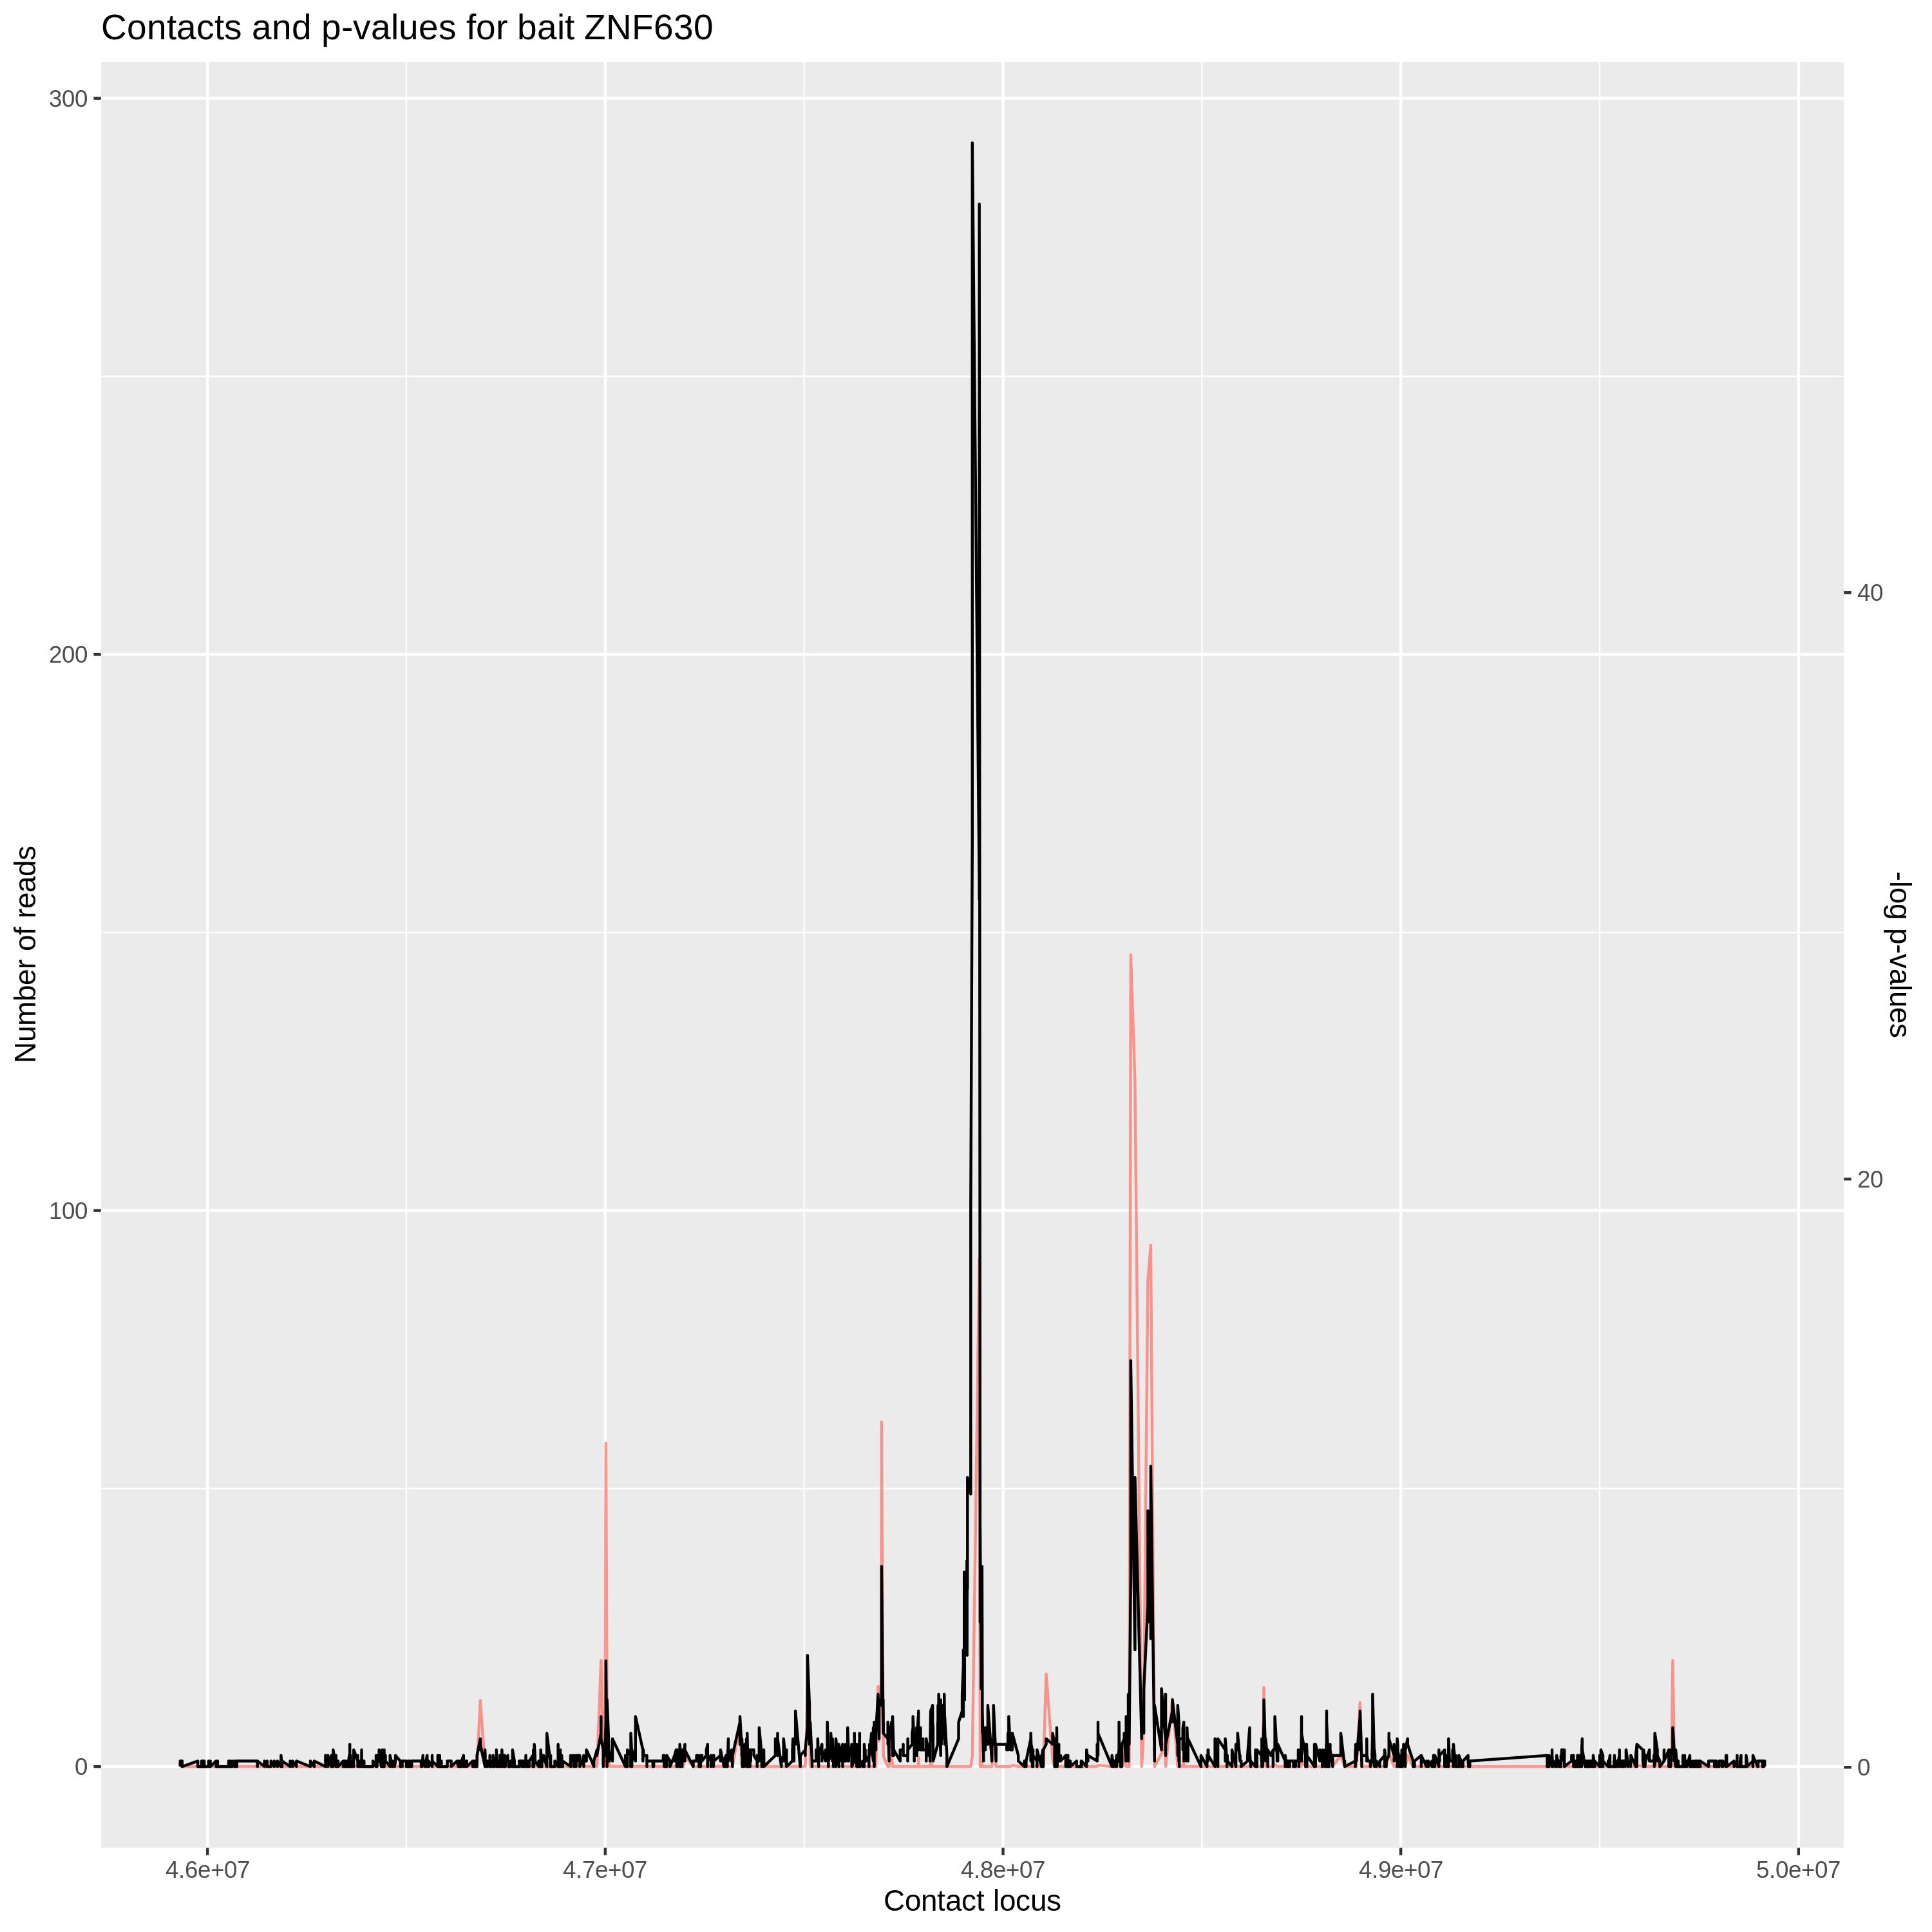 Contacts and p-values for bait ZNF630
300
200
100
0
Number of reads
40
20
0
-log p-values
4.6e+07 4.7e+07 4.8e+07 4.9e+07 5.0e+07
Contact locus